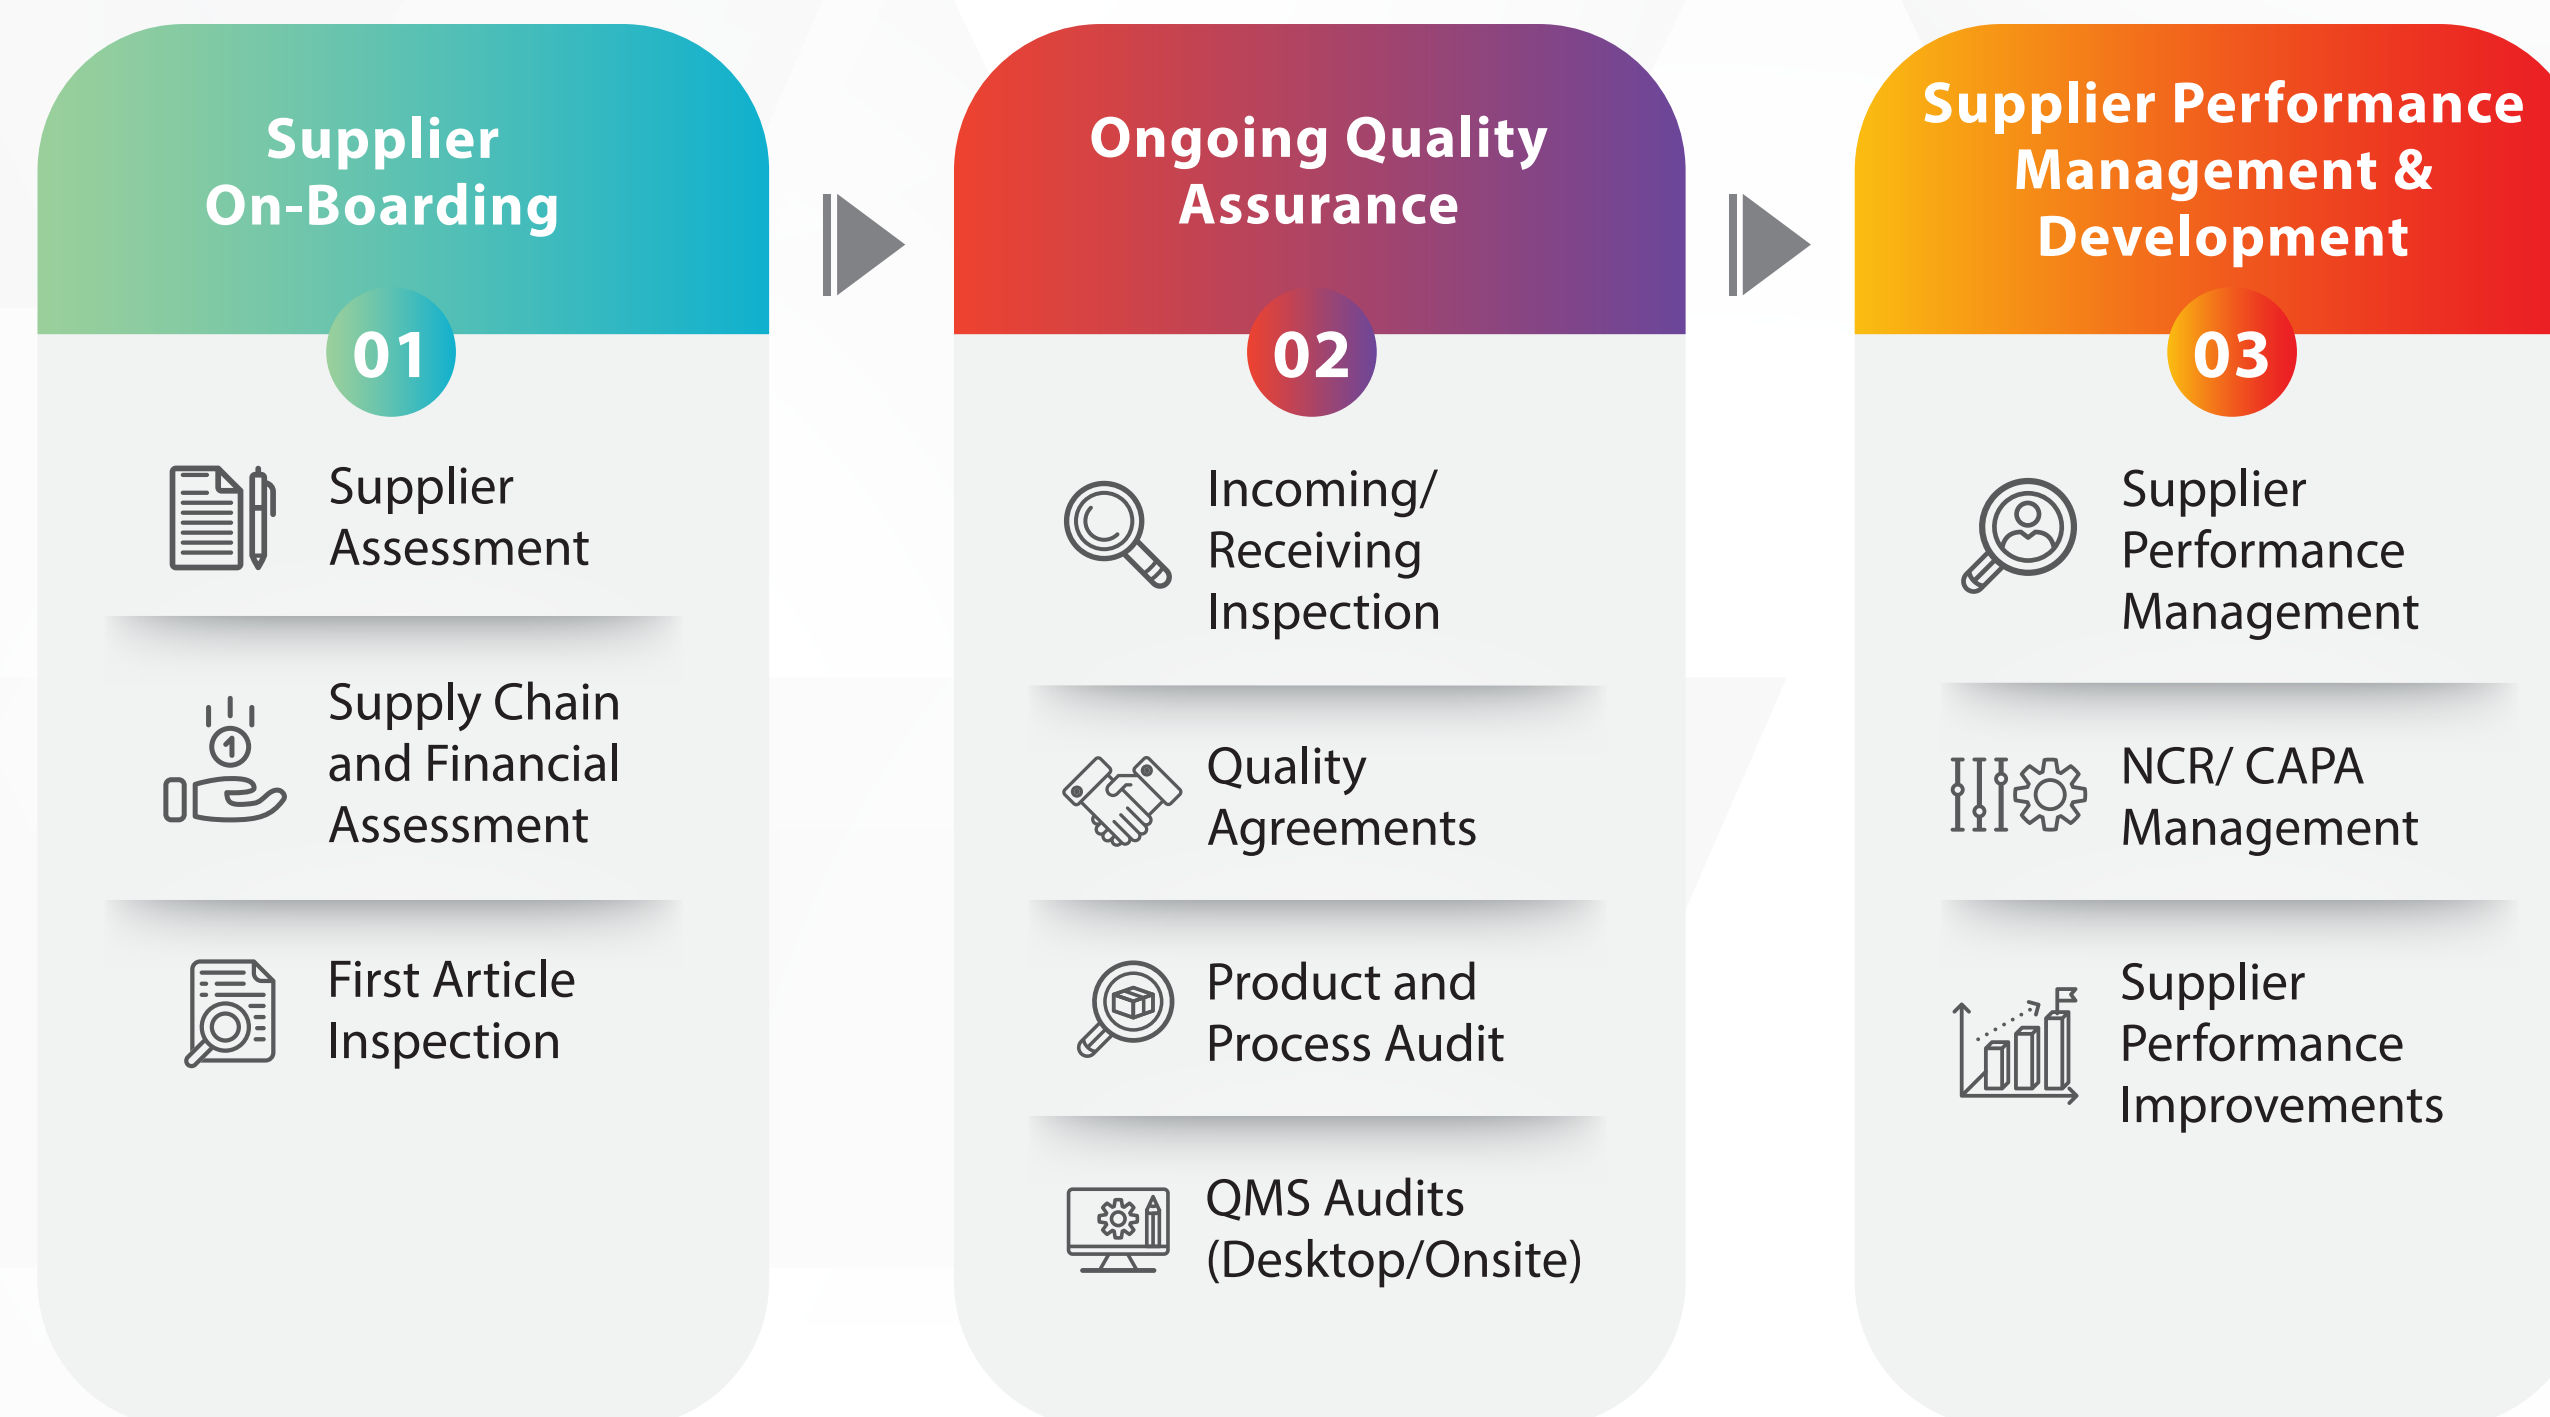 Supplier
On-Boarding
01
Supplier
Assessment
Supply Chain
and Financial
Assessment
First Article
Inspection
Ongoing Quality
Assurance
02
Incoming/
Receiving
Inspection
Quality
Agreements
Product and
Process Audit
QMS Audits
(Desktop/Onsite)
Supplier Performance
Management &
Development
03
Supplier
Performance
Management
NCR/ CAPA
Management
Supplier
Performance
Improvements